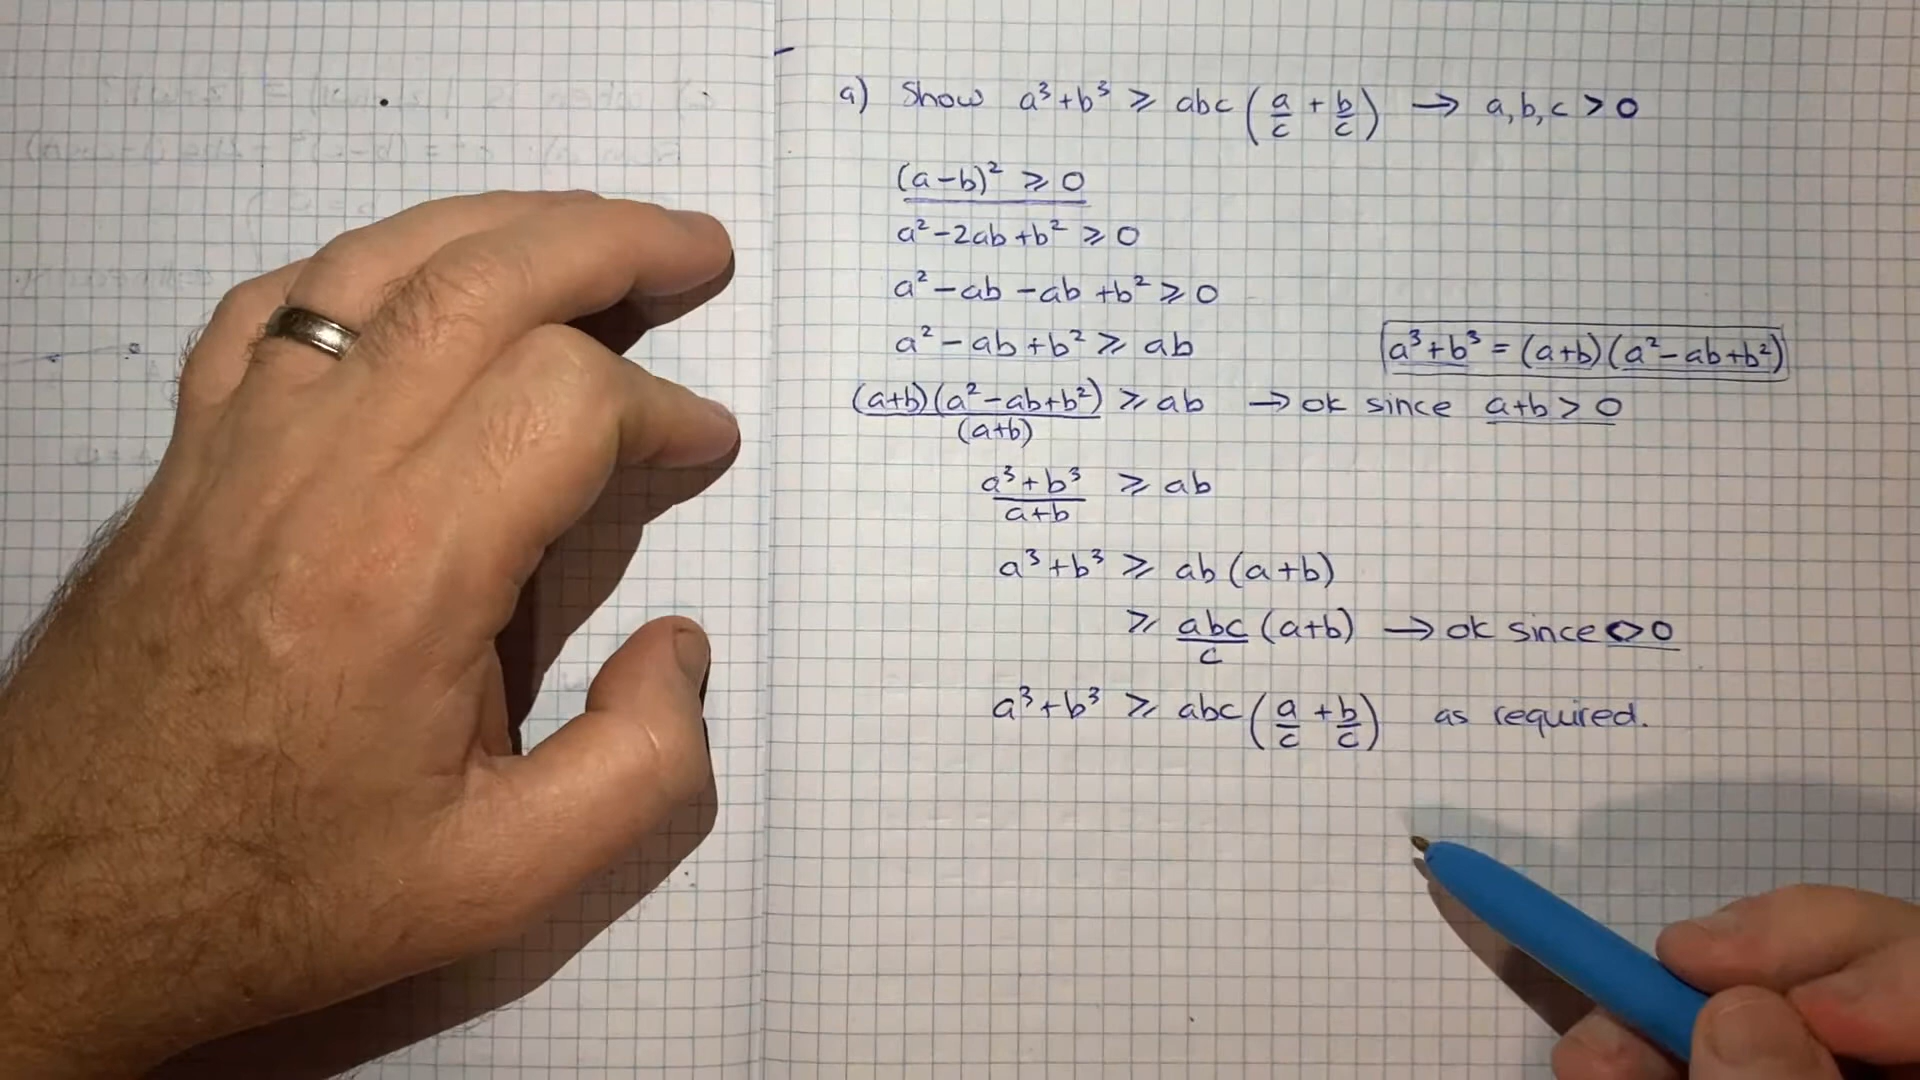 a) Show a³+b³ ⩾ abc(a/c + b/c) → a,b,c > 0
(a-b)² ⩾ 0
a²-2ab+b² ⩾ 0
a²-ab-ab+b² ⩾ 0
a²-ab+b² ⩾ ab
a³+b³ = (a+b)(a²-ab+b²)
(a+b)(a²-ab+b²)/(a+b) ⩾ ab → ok since a+b > 0
a³+b³/a+b ⩾ ab
a³+b³ ⩾ ab(a+b)
⩾ abc/c (a+b) → ok since c>0
a³+b³ ⩾ abc(a/c + b/c) as required.